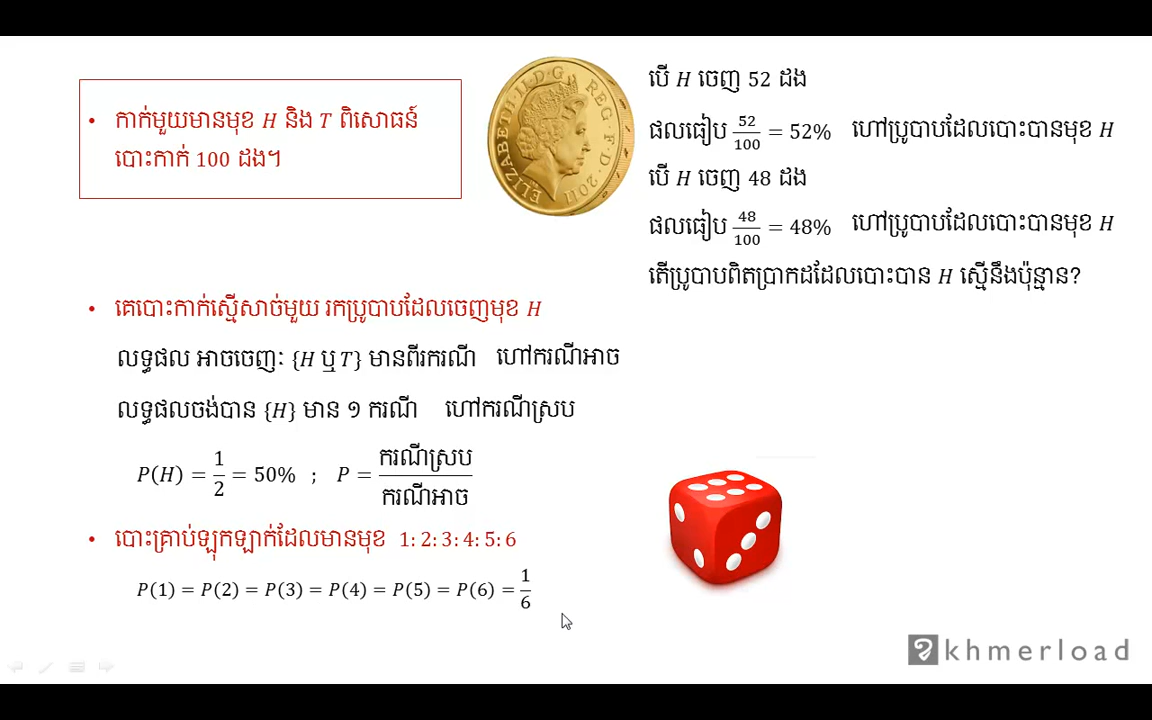 • កាក់មួយមានមុខ H និង T ពិសោធន៍
បោះកាក់ 100 ដង។
ELIZABETH·II·D·G REG·F·D·2011
បើ H ចេញ 52 ដង
ផលធៀប 52/100 = 52% ហៅប្រូបាបដែលបោះបានមុខ H
បើ H ចេញ 48 ដង
ផលធៀប 48/100 = 48% ហៅប្រូបាបដែលបោះបានមុខ H
តើប្រូបាបពិតប្រាកដដែលបោះបាន H ស្មើនឹងប៉ុន្មាន?
• គេបោះកាក់ស្មើសាច់មួយ រកប្រូបាបដែលចេញមុខ H
លទ្ធផល អាចចេញៈ {H ឬ T} មានពីរករណី ហៅករណីអាច
លទ្ធផលចង់បាន {H} មាន ១ ករណី ហៅករណីស្រប
P(H) = 1/2 = 50% ; P = ករណីស្រប/ករណីអាច
• បោះគ្រាប់ឡុកឡាក់ដែលមានមុខ 1: 2: 3: 4: 5: 6
P(1) = P(2) = P(3) = P(4) = P(5) = P(6) = 1/6
khmerload